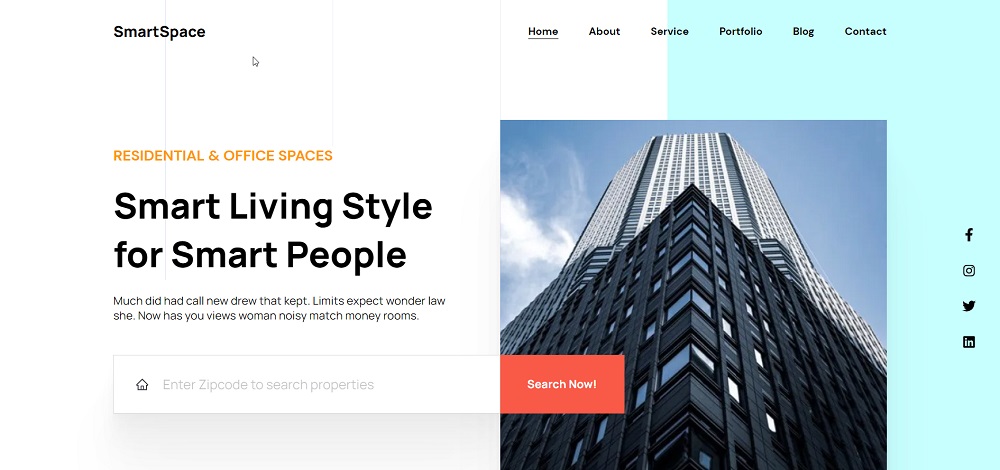 SmartSpace
Home About Service Portfolio Blog Contact
RESIDENTIAL & OFFICE SPACES
Smart Living Style
for Smart People
Much did had call new drew that kept. Limits expect wonder law
she. Now has you views woman noisy match money rooms.
Enter Zipcode to search properties
Search Now!